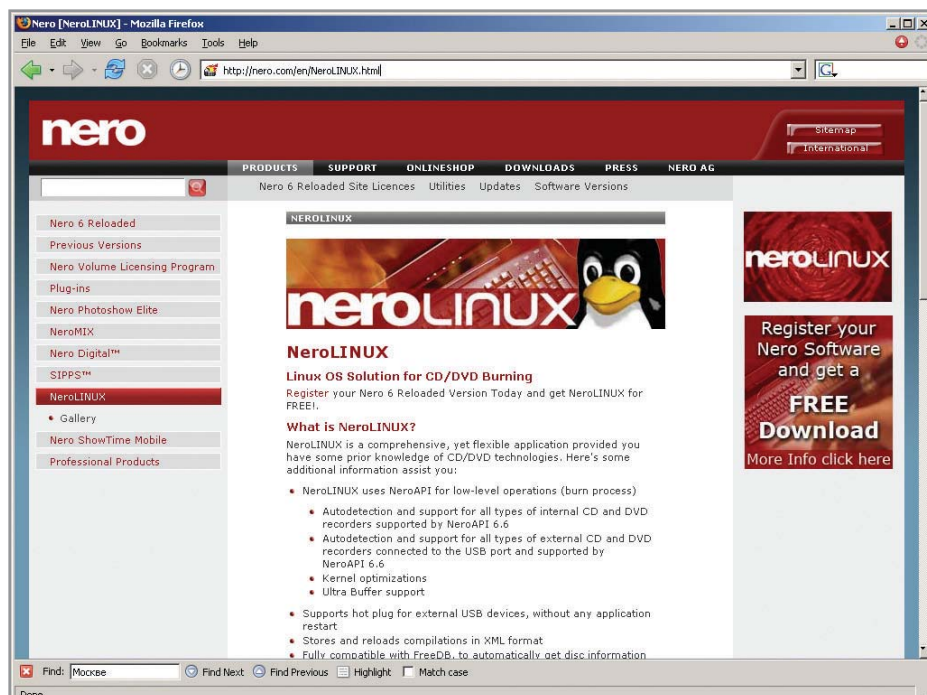 Nero [NeroLINUX] - Mozilla Firefox
File Edit View Go Bookmarks Tools Help
http://nero.com/en/NeroLINUX.html
G
nero
Sitemap
International
PRODUCTS SUPPORT ONLINESHOP DOWNLOADS PRESS NERO AG
Nero 6 Reloaded Site Licences Utilities Updates Software Versions
Nero 6 Reloaded
Previous Versions
Nero Volume Licensing Program
Plug-ins
Nero Photoshow Elite
NeroMIX
Nero Digital™
SIPPS™
NeroLINUX
Gallery
Nero ShowTime Mobile
Professional Products
NEROLINUX
neroLINUX
NeroLINUX
Linux OS Solution for CD/DVD Burning
Register your Nero 6 Reloaded Version Today and get NeroLINUX for
FREE!.
What is NeroLINUX?
NeroLINUX is a comprehensive, yet flexible application provided you
have some prior knowledge of CD/DVD technologies. Here's some
additional information assist you:
NeroLINUX uses NeroAPI for low-level operations (burn process)
Autodetection and support for all types of internal CD and DVD
recorders supported by NeroAPI 6.6
Autodetection and support for all types of external CD and DVD
recorders connected to the USB port and supported by
NeroAPI 6.6
Kernel optimizations
Ultra Buffer support
Supports hot plug for external USB devices, without any application
restart
Stores and reloads compilations in XML format
Fully compatible with FreeDB, to automatically get disc information
neroLINUX
Register your
Nero Software
and get a
FREE
Download
More Info click here
Find: Москве Find Next Find Previous Highlight Match case
Done